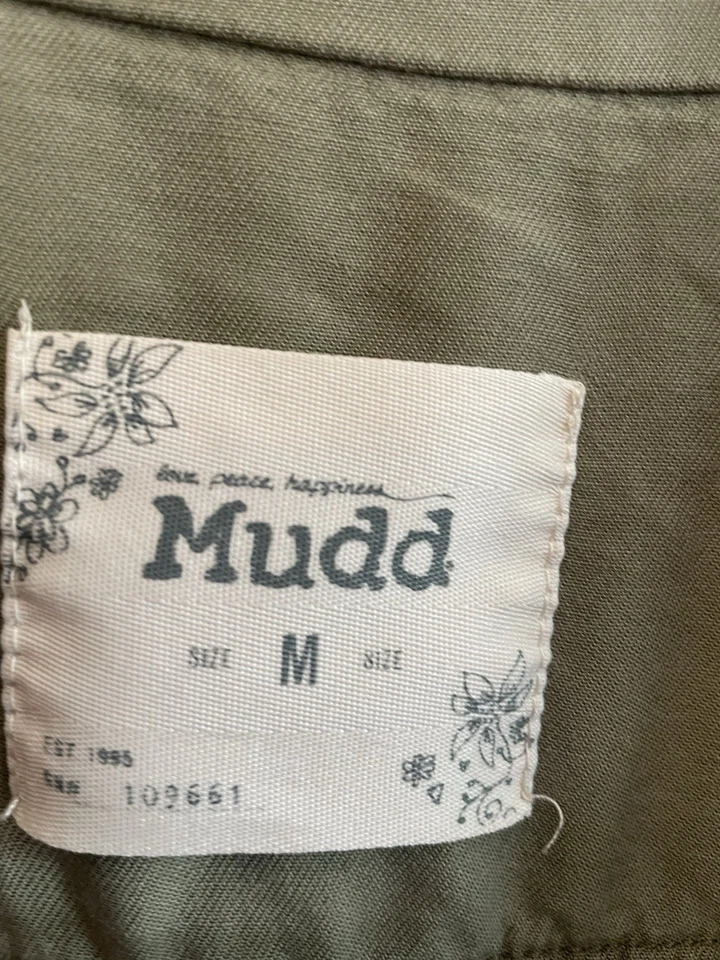 love, peace, happiness
Mudd
SIZE M SIZE
EST 1995
RN# 109661